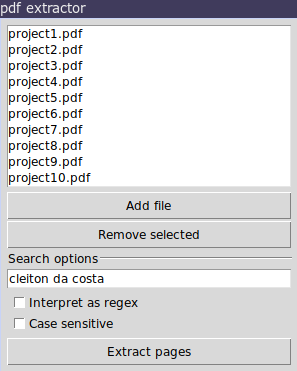 pdf extractor
project1.pdf
project2.pdf
project3.pdf
project4.pdf
project5.pdf
project6.pdf
project7.pdf
project8.pdf
project9.pdf
project10.pdf
Add file
Remove selected
Search options
cleiton da costa
Interpret as regex
Case sensitive
Extract pages